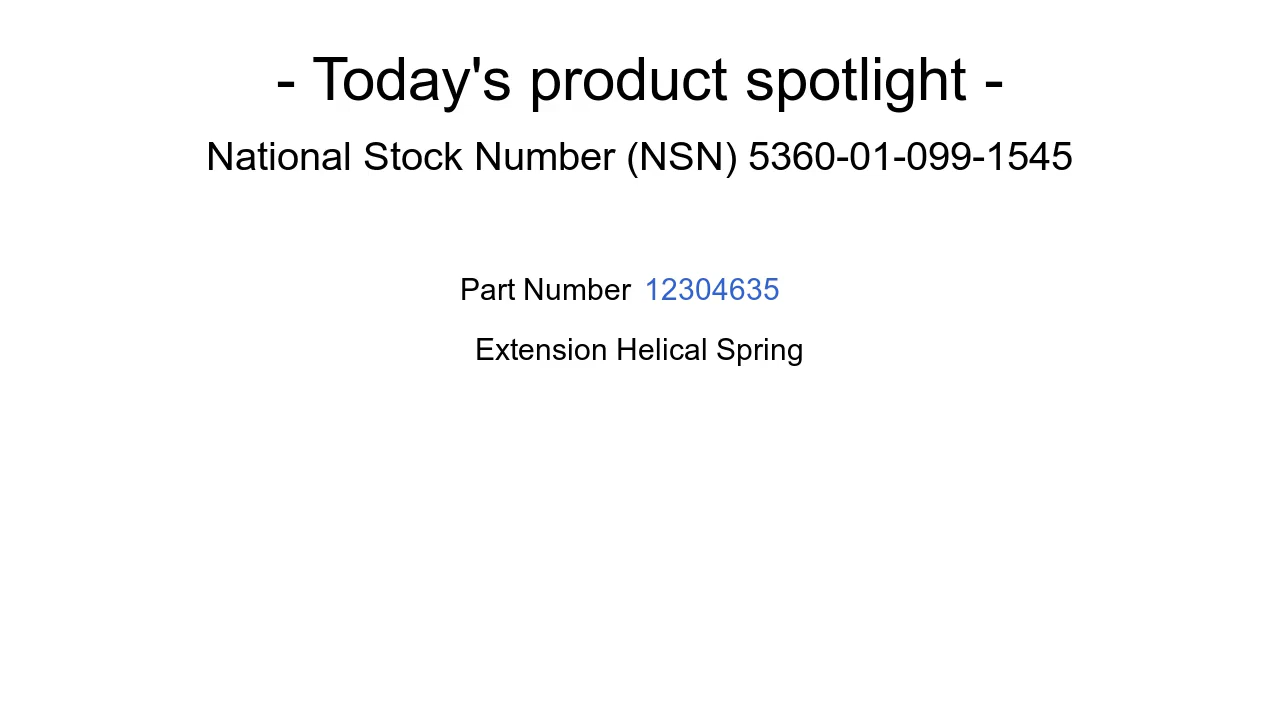 - Today's product spotlight -
National Stock Number (NSN) 5360-01-099-1545
Part Number 12304635
Extension Helical Spring